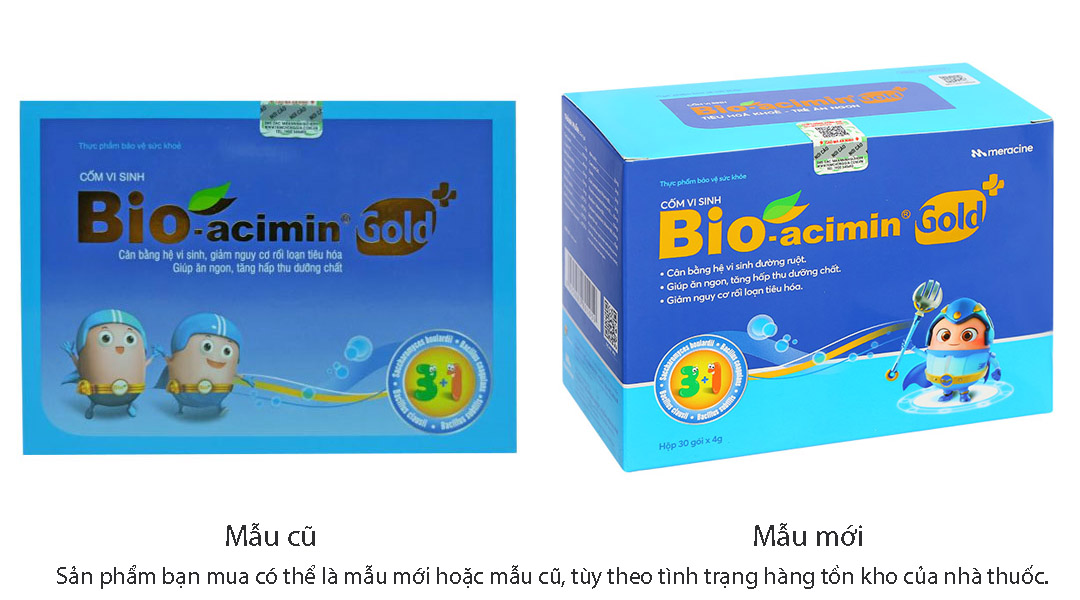 Thực phẩm bảo vệ sức khỏe
CỐM VI SINH
Bio-acimin® Gold+
Cân bằng hệ vi sinh, giảm nguy cơ rối loạn tiêu hóa
Giúp ăn ngon, tăng hấp thu dưỡng chất
Saccharomyces boulardii • Bacillus coagulans • Bacillus subtilis • Bacillus clausii
3+1
CỐM VI SINH
Bio-acimin® Gold+
TIÊU HOÁ KHOẺ - TRẺ ĂN NGON
meracine
Thực phẩm bảo vệ sức khỏe
CỐM VI SINH
Bio-acimin® Gold+
• Cân bằng hệ vi sinh đường ruột.
• Giúp ăn ngon, tăng hấp thu dưỡng chất.
• Giảm nguy cơ rối loạn tiêu hóa.
Saccharomyces boulardii • Bacillus coagulans • Bacillus subtilis • Bacillus clausii
3+1
Hộp 30 gói x 4g
Mẫu cũ
Mẫu mới
Sản phẩm bạn mua có thể là mẫu mới hoặc mẫu cũ, tùy theo tình trạng hàng tồn kho của nhà thuốc.